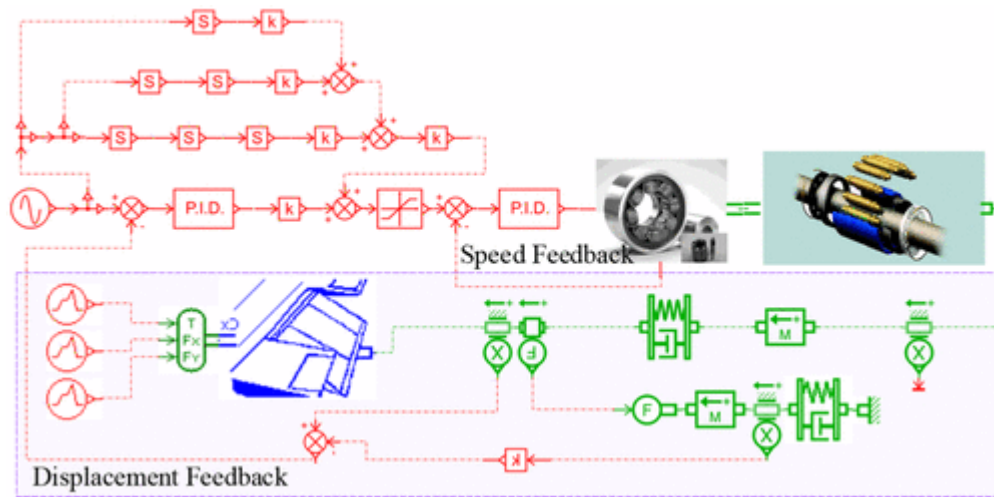 S k
S S k
S S S k k
P.I.D. k P.I.D.
Speed Feedback
T
Fx
FY
X F
M
X
F M
X
k
Displacement Feedback